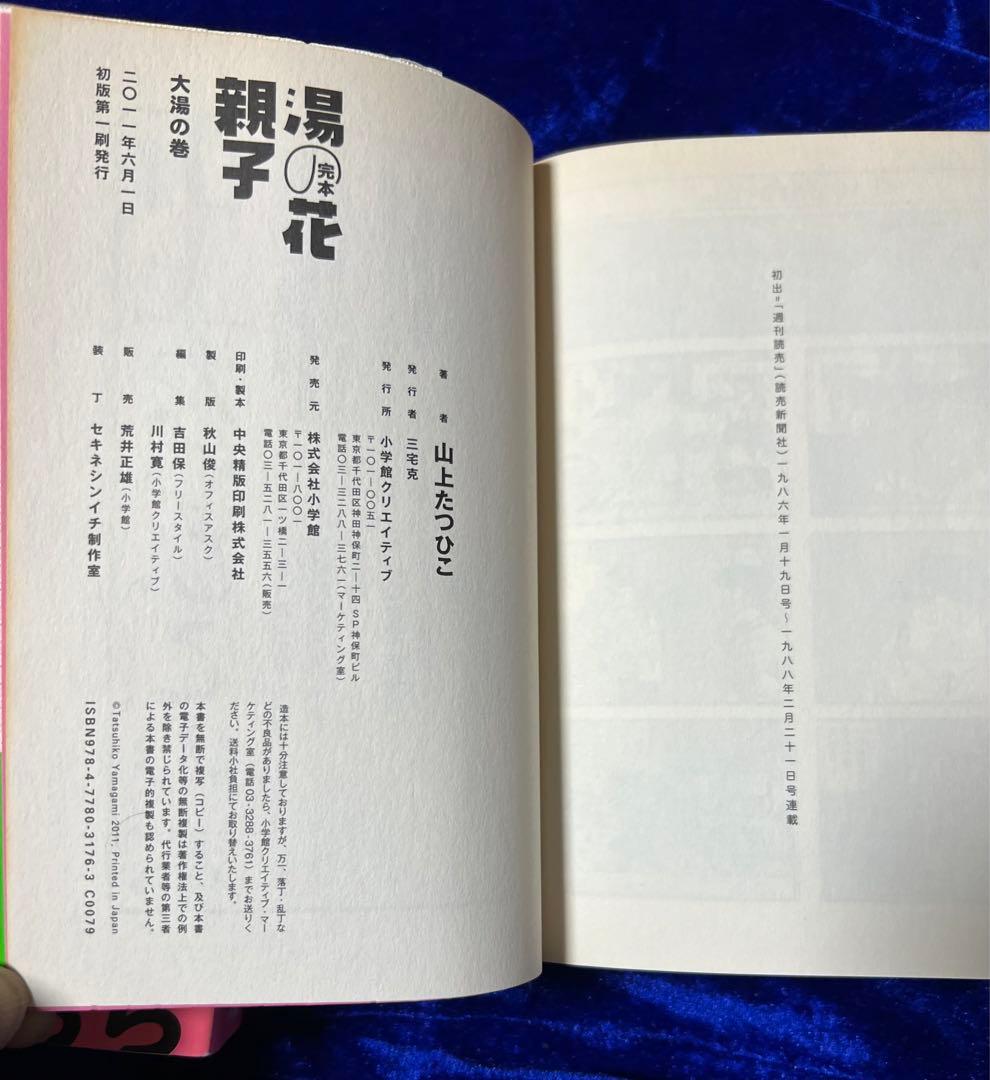 初出=「週刊読売」(読売新聞社)一九八六年一月十九日号〜一九八八年二月二十一日号連載
湯の花
完本
親子
大湯の巻
二〇一一年六月一日
初版第一刷発行
著者 山上たつひこ
発行者 三宅克
発行所 小学館クリエイティブ
〒一〇一-〇〇五一
東京都千代田区神田神保町二-十四 SP神保町ビル
電話〇三-三二八八-三七六一(マーケティング室)
発売元 株式会社小学館
〒一〇一-八〇〇一
東京都千代田区一ツ橋二-三-一
電話〇三-五二八一-三五五六(販売)
印刷・製本 中央精版印刷株式会社
製版 秋山俊(オフィスアスク)
編集 吉田保(フリースタイル)
川村寛(小学館クリエイティブ)
販売 荒井正雄(小学館)
装丁 セキネシンイチ制作室
造本には十分注意しておりますが、万一、落丁・乱丁な
どの不良品がありましたら、小学館クリエイティブ・マー
ケティング室(電話03-3288-3761)までお送りく
ださい。送料小社負担にてお取り替えいたします。
本書を無断で複写(コピー)すること、及び本書
の電子データ化等の無断複製は著作権法上での例
外を除き禁じられています。代行業者等の第三者
による本書の電子的複製も認められていません。
©Tatsuhiko Yamagami 2011, Printed in Japan
ISBN978-4-7780-3176-3 C0079